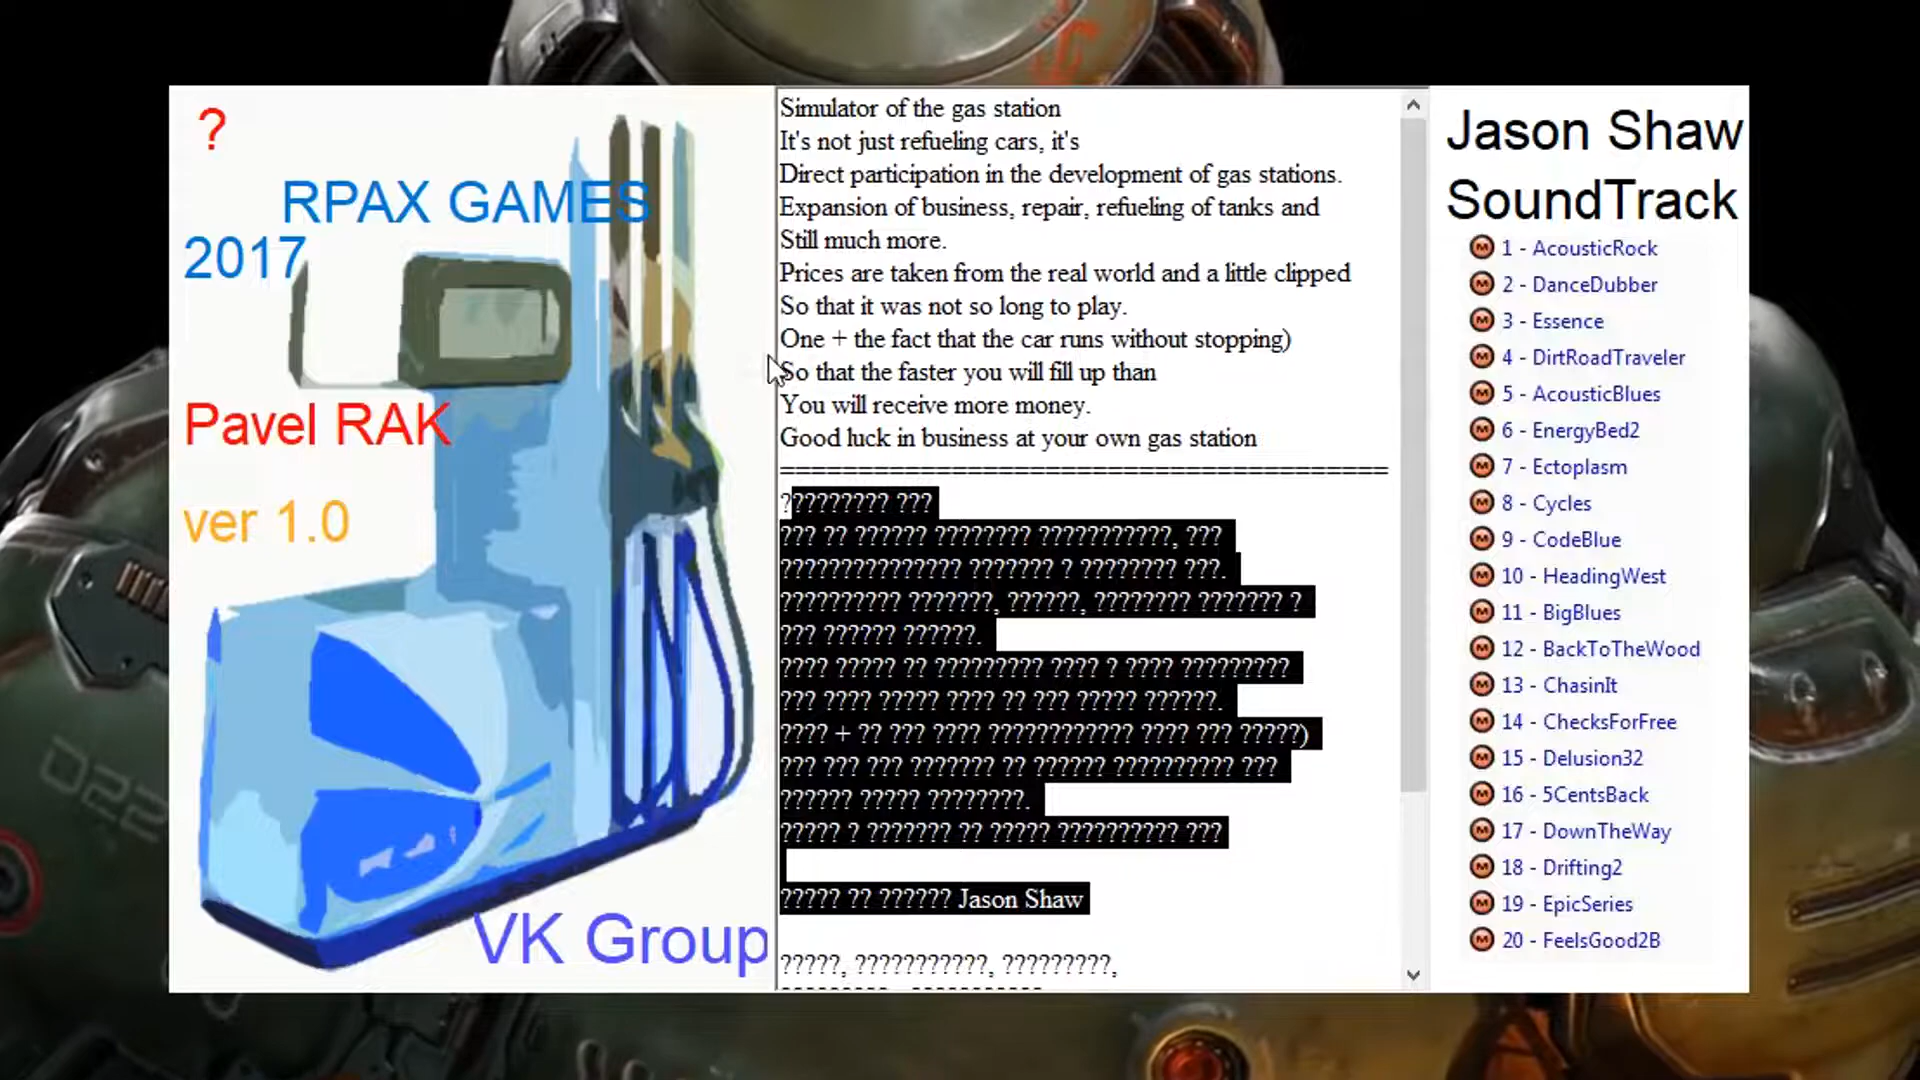 ?
RPAX GAMES
2017
Pavel RAK
ver 1.0
VK Group
Simulator of the gas station
It's not just refueling cars, it's
Direct participation in the development of gas stations.
Expansion of business, repair, refueling of tanks and
Still much more.
Prices are taken from the real world and a little clipped
So that it was not so long to play.
One + the fact that the car runs without stopping)
So that the faster you will fill up than
You will receive more money.
Good luck in business at your own gas station
=======================================
????????? ???
??? ?? ?????? ???????? ???????????, ???
??????????????? ??????? ? ???????? ???.
?????????? ???????, ??????, ???????? ??????? ?
??? ?????? ??????.
???? ????? ?? ????????? ???? ? ???? ?????????
??? ???? ????? ???? ?? ??? ????? ??????.
???? + ?? ??? ???? ???????????? ???? ??? ?????)
??? ??? ??? ??????? ?? ?????? ?????????? ???
?????? ????? ????????.
????? ? ??????? ?? ????? ?????????? ???
????? ?? ?????? Jason Shaw
?????, ???????????, ?????????,
Jason Shaw
SoundTrack
1 - AcousticRock
2 - DanceDubber
3 - Essence
4 - DirtRoadTraveler
5 - AcousticBlues
6 - EnergyBed2
7 - Ectoplasm
8 - Cycles
9 - CodeBlue
10 - HeadingWest
11 - BigBlues
12 - BackToTheWood
13 - ChasinIt
14 - ChecksForFree
15 - Delusion32
16 - 5CentsBack
17 - DownTheWay
18 - Drifting2
19 - EpicSeries
20 - FeelsGood2B
D22